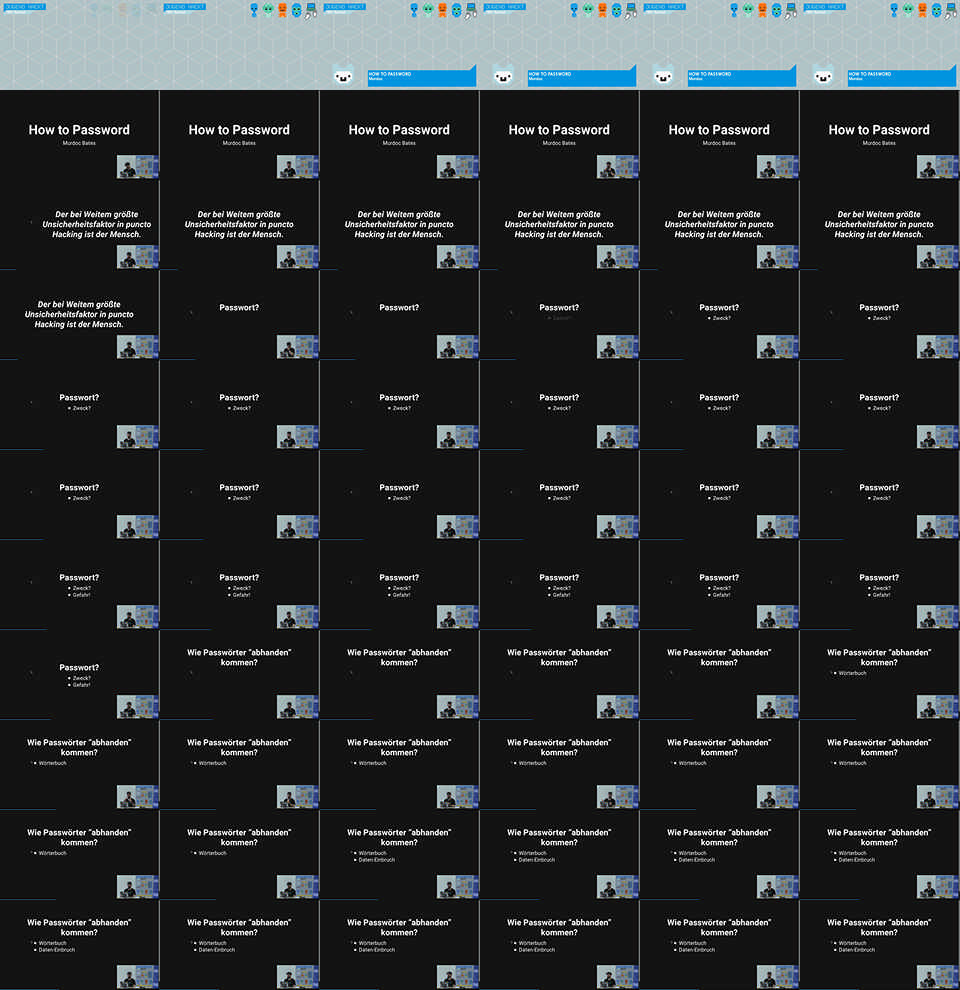 JUGEND HACKT JUGEND HACKT JUGEND HACKT JUGEND HACKT JUGEND HACKT JUGEND HACKT
HOW TO PASSWORD HOW TO PASSWORD HOW TO PASSWORD HOW TO PASSWORD
Murdoc Murdoc Murdoc Murdoc
How to Password How to Password How to Password How to Password How to Password How to Password
Murdoc Bates Murdoc Bates Murdoc Bates Murdoc Bates Murdoc Bates Murdoc Bates
Der bei Weitem größte Der bei Weitem größte Der bei Weitem größte Der bei Weitem größte Der bei Weitem größte Der bei Weitem größte
Unsicherheitsfaktor in puncto Unsicherheitsfaktor in puncto Unsicherheitsfaktor in puncto Unsicherheitsfaktor in puncto Unsicherheitsfaktor in puncto Unsicherheitsfaktor in puncto
Hacking ist der Mensch. Hacking ist der Mensch. Hacking ist der Mensch. Hacking ist der Mensch. Hacking ist der Mensch. Hacking ist der Mensch.
Der bei Weitem größte Passwort? Passwort? Passwort? Passwort? Passwort?
Unsicherheitsfaktor in puncto Zweck? Zweck? Zweck?
Hacking ist der Mensch.
Passwort? Passwort? Passwort? Passwort? Passwort? Passwort?
Zweck? Zweck? Zweck? Zweck? Zweck? Zweck?
Passwort? Passwort? Passwort? Passwort? Passwort? Passwort?
Zweck? Zweck? Zweck? Zweck? Zweck? Zweck?
Passwort? Passwort? Passwort? Passwort? Passwort? Passwort?
Zweck? Zweck? Zweck? Zweck? Zweck? Zweck?
Gefahr! Gefahr! Gefahr! Gefahr! Gefahr! Gefahr!
Passwort? Wie Passwörter “abhanden” Wie Passwörter “abhanden” Wie Passwörter “abhanden” Wie Passwörter “abhanden” Wie Passwörter “abhanden”
Zweck? kommen? kommen? kommen? kommen? kommen?
Gefahr! Wörterbuch
Wie Passwörter “abhanden” Wie Passwörter “abhanden” Wie Passwörter “abhanden” Wie Passwörter “abhanden” Wie Passwörter “abhanden” Wie Passwörter “abhanden”
kommen? kommen? kommen? kommen? kommen? kommen?
Wörterbuch Wörterbuch Wörterbuch Wörterbuch Wörterbuch Wörterbuch
Wie Passwörter “abhanden” Wie Passwörter “abhanden” Wie Passwörter “abhanden” Wie Passwörter “abhanden” Wie Passwörter “abhanden” Wie Passwörter “abhanden”
kommen? kommen? kommen? kommen? kommen? kommen?
Wörterbuch Wörterbuch Wörterbuch Wörterbuch Wörterbuch Wörterbuch
Daten-Einbruch Daten-Einbruch Daten-Einbruch Daten-Einbruch
Wie Passwörter “abhanden” Wie Passwörter “abhanden” Wie Passwörter “abhanden” Wie Passwörter “abhanden” Wie Passwörter “abhanden” Wie Passwörter “abhanden”
kommen? kommen? kommen? kommen? kommen? kommen?
Wörterbuch Wörterbuch Wörterbuch Wörterbuch Wörterbuch Wörterbuch
Daten-Einbruch Daten-Einbruch Daten-Einbruch Daten-Einbruch Daten-Einbruch Daten-Einbruch